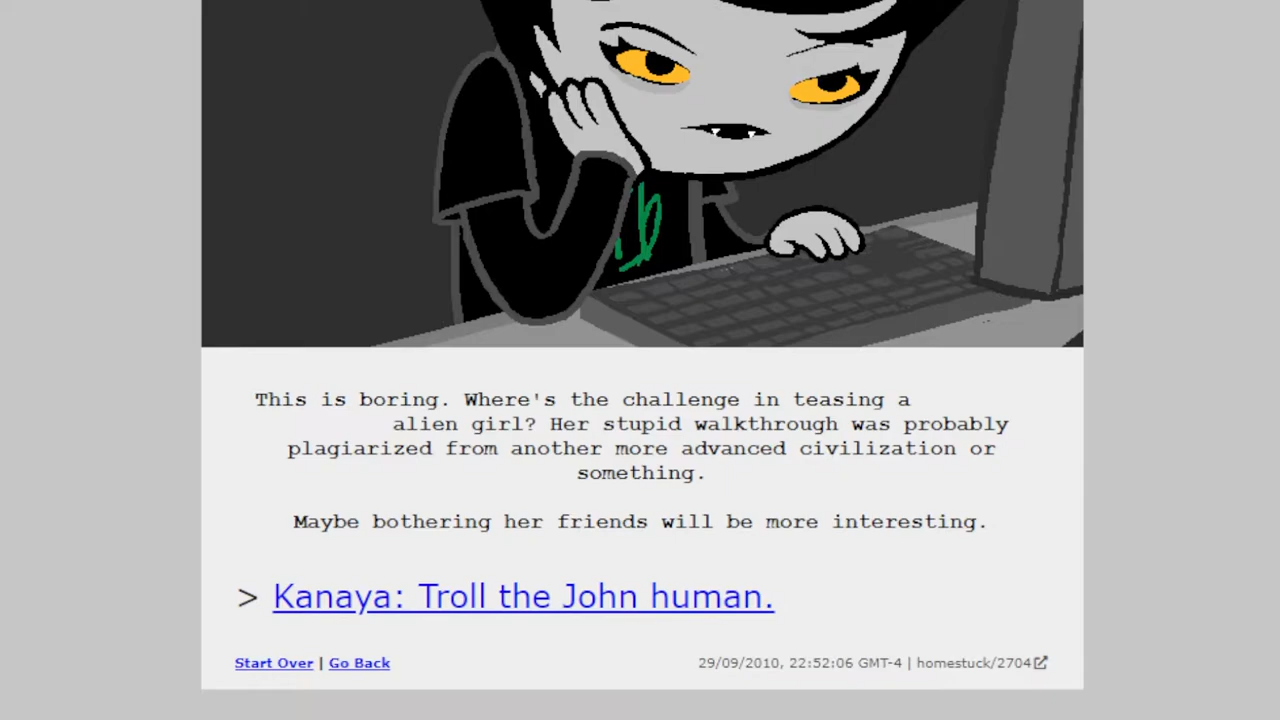 This is boring. Where's the challenge in teasing a
alien girl? Her stupid walkthrough was probably
plagiarized from another more advanced civilization or
something.
Maybe bothering her friends will be more interesting.
> Kanaya: Troll the John human.
Start Over | Go Back
29/09/2010, 22:52:06 GMT-4 | homestuck/2704